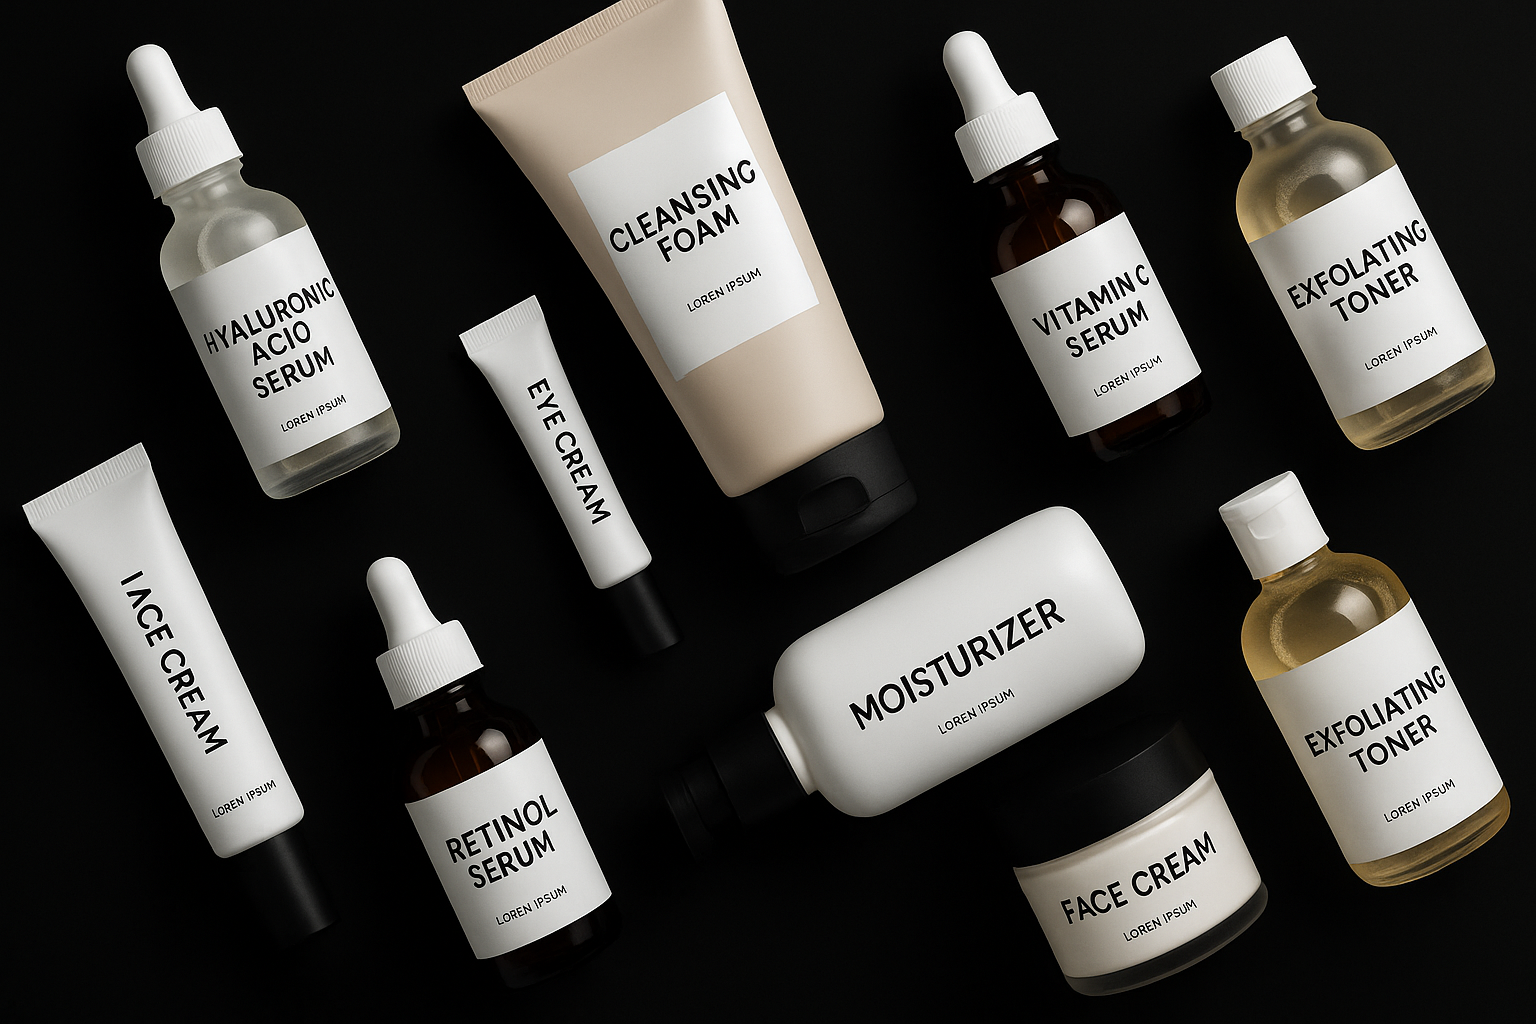 HYALURONIC
ACIO
SERUM
LOREN IPSUM
CLEANSING
FOAM
LOREN IPSUM
VITAMIN C
SERUM
LOREN IPSUM
EXFOLATING
TONER
LOREN IPSUM
EYE CREAM
IACE CREAM
LOREN IPSUM
RETINOL
SERUM
LOREN IPSUM
MOISTURIZER
LOREN IPSUM
FACE CREAM
LOREN IPSUM
EXFOLIATING
TONER
LOREN IPSUM